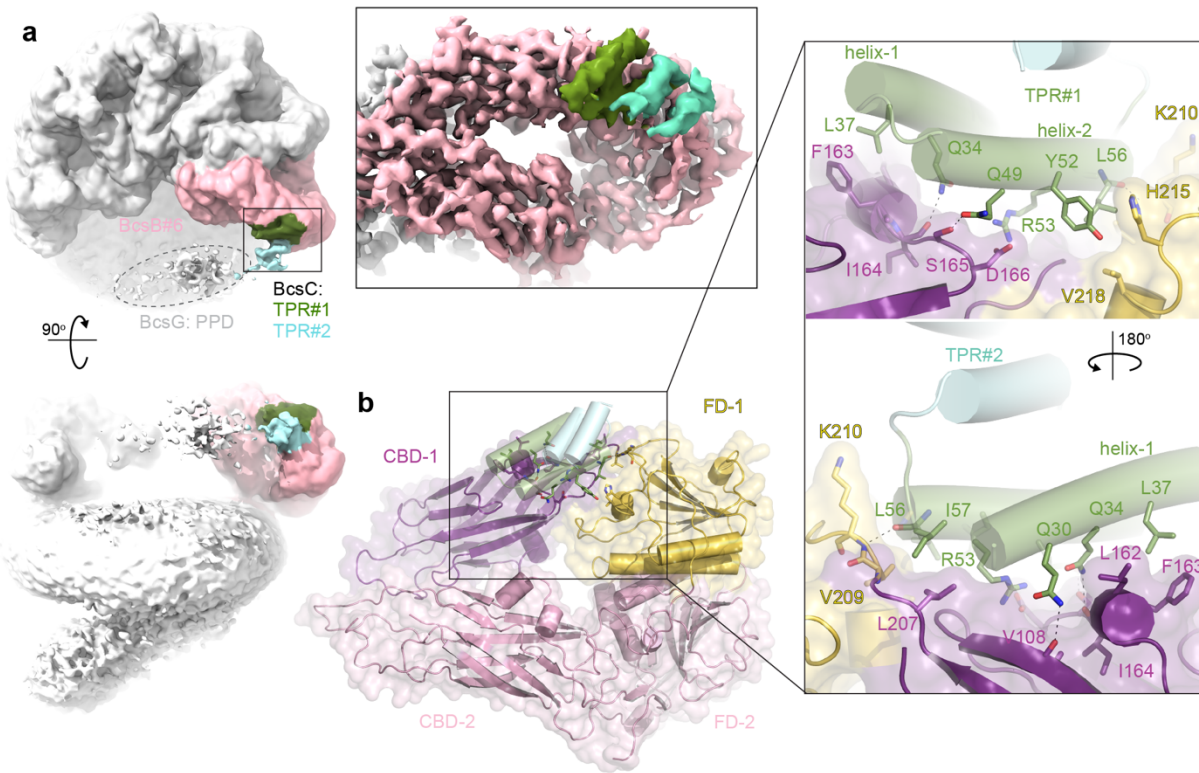 a
BcsB#6
BcsG: PPD
BcsC:
TPR#1
TPR#2
90°
b
CBD-1
FD-1
CBD-2
FD-2
helix-1
TPR#1
helix-2
K210
L37
Q34
F163
Q49
Y52
L56
H215
R53
I164
S165
D166
V218
TPR#2
180°
K210
helix-1
L56
I57
Q34
L37
Q30
R53
L162
F163
V209
L207
V108
I164